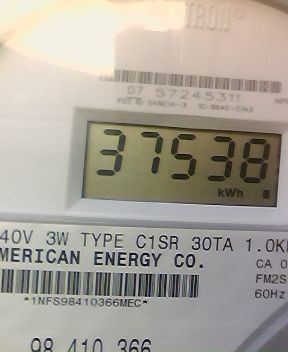 TRON®
07 57245311
37538
kWh
40V 3W TYPE C1SR 30TA 1.0K
MERICAN ENERGY CO.
CA 0
FM2S
60Hz
*1NFS98410366MEC*
98 410 366